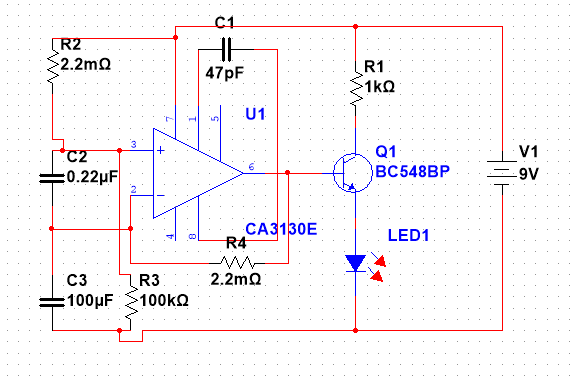 C1
R2
2.2mΩ
47pF
R1
1kΩ
U1
7
1
5
3
C2
0.22µF
6
Q1
BC548BP
V1
9V
2
4
8
CA3130E
LED1
R4
2.2mΩ
C3
100µF
R3
100kΩ